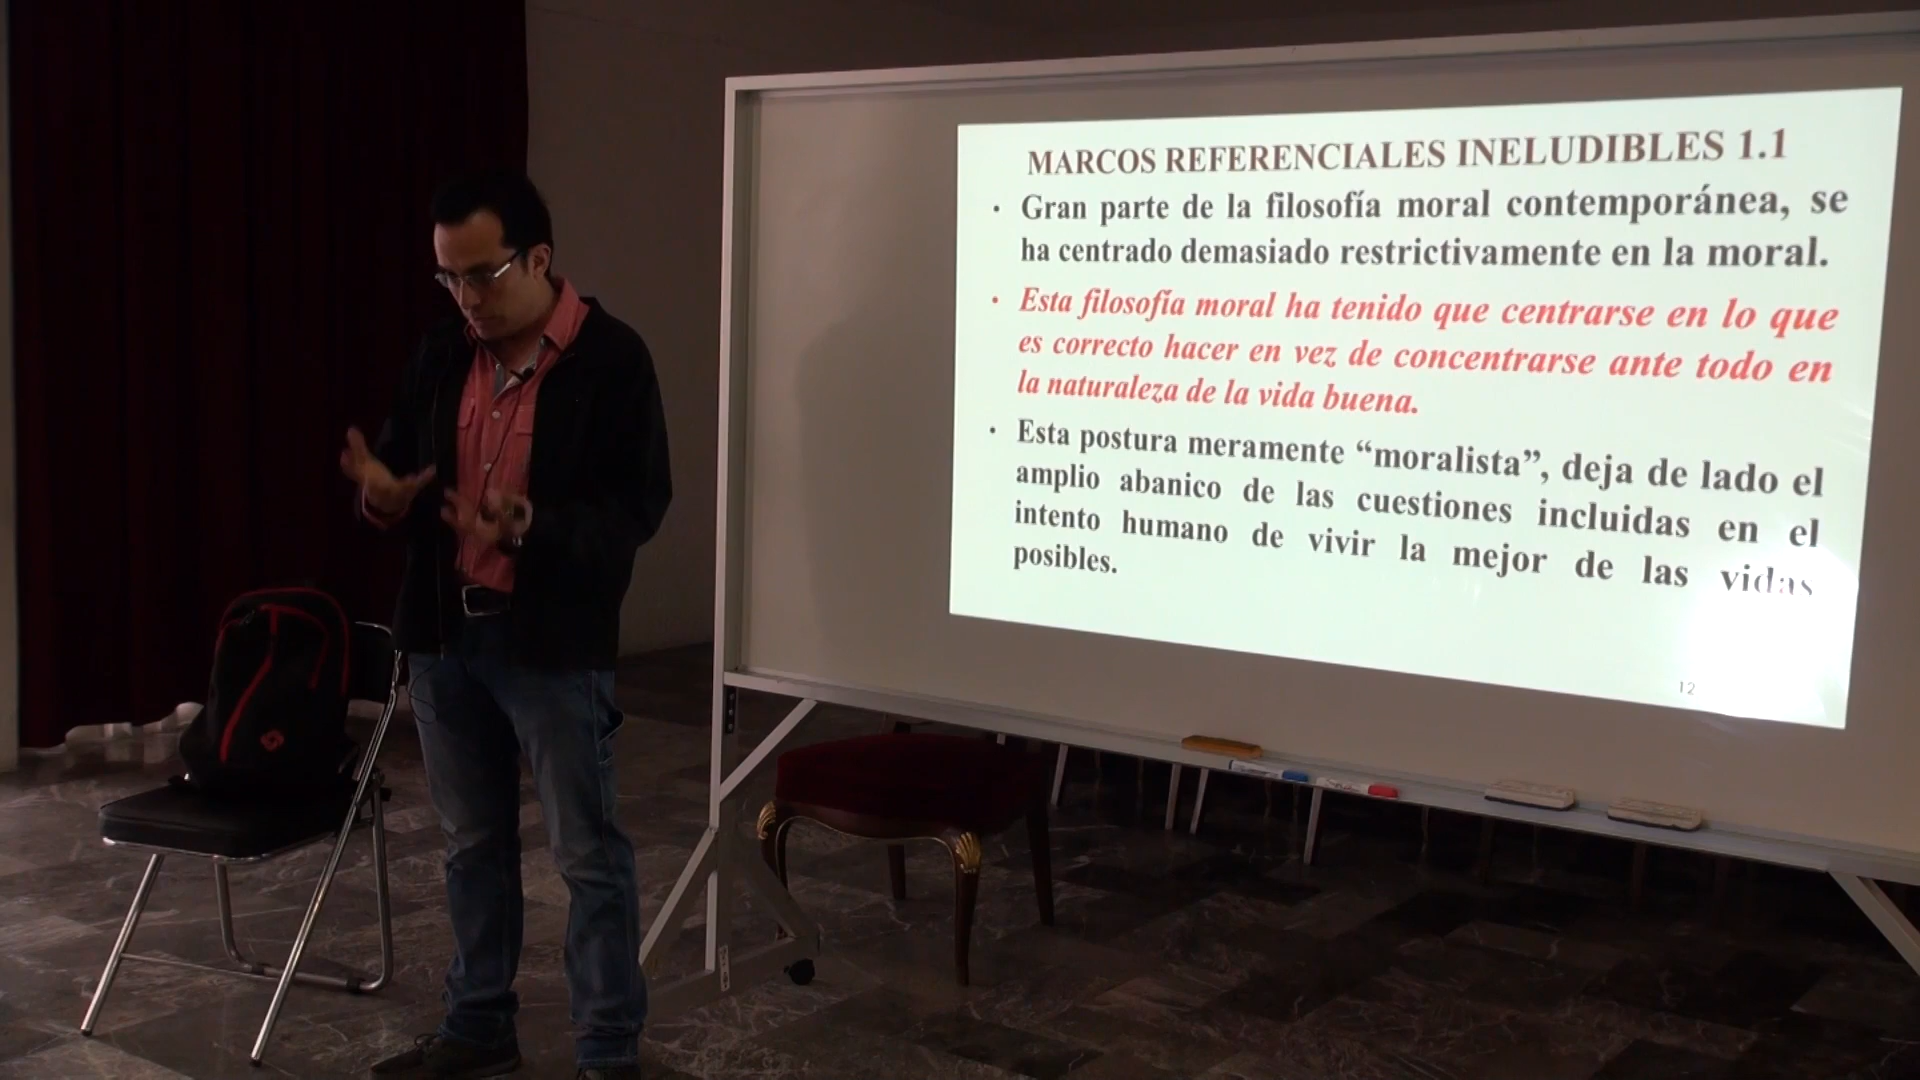 MARCOS REFERENCIALES INELUDIBLES 1.1
• Gran parte de la filosofía moral contemporánea, se
ha centrado demasiado restrictivamente en la moral.
• Esta filosofía moral ha tenido que centrarse en lo que
es correcto hacer en vez de concentrarse ante todo en
la naturaleza de la vida buena.
• Esta postura meramente “moralista”, deja de lado el
amplio abanico de las cuestiones incluidas en el
intento humano de vivir la mejor de las vidas
posibles.
12